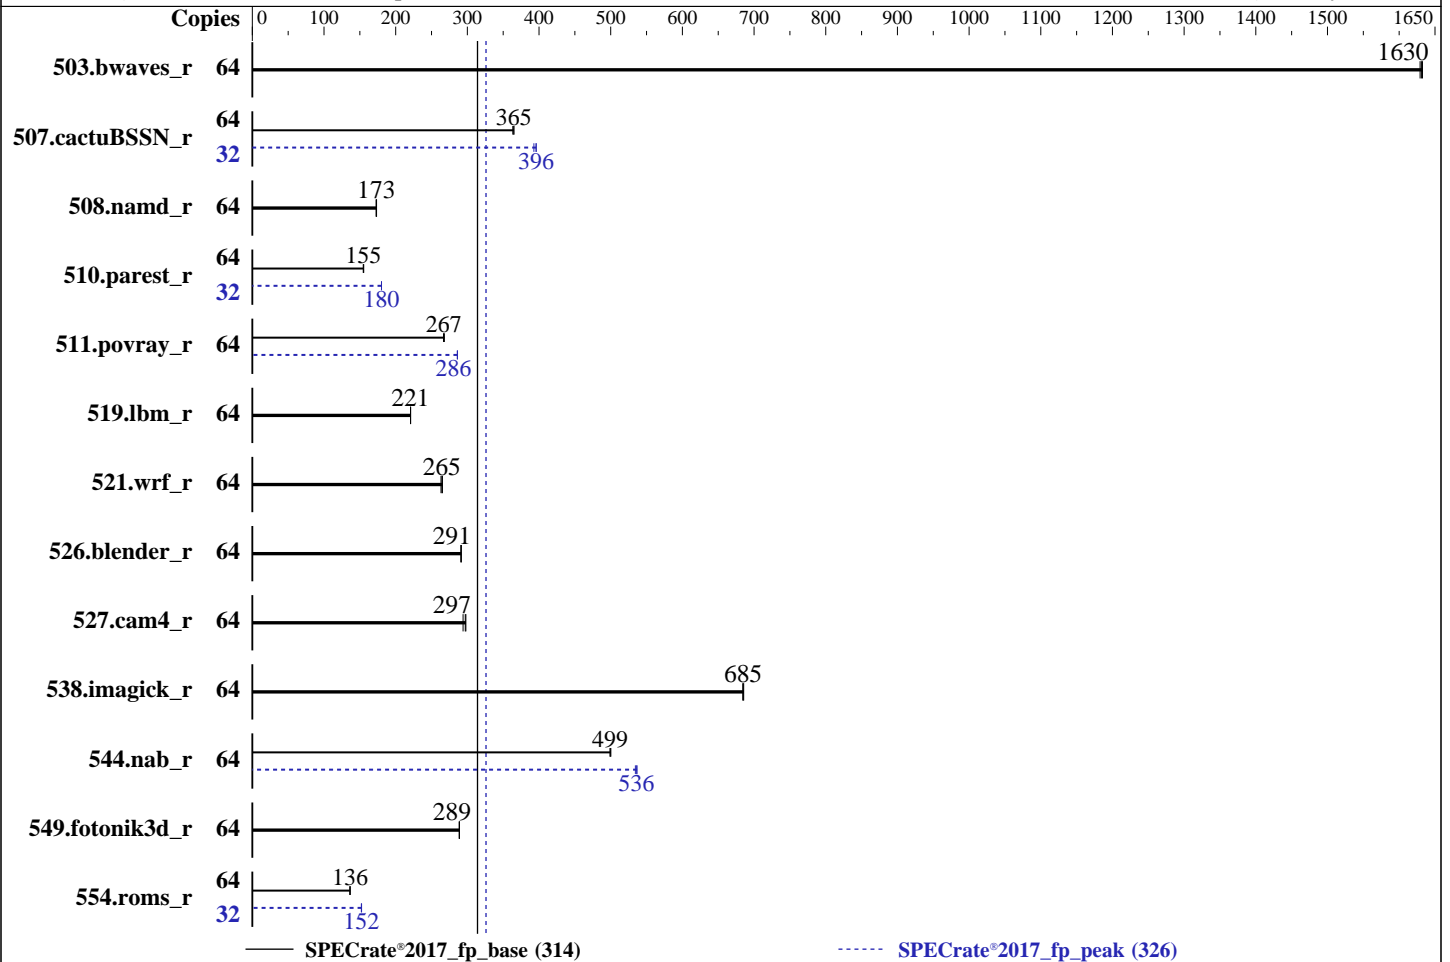 Copies 0 100 200 300 400 500 600 700 800 900 1000 1100 1200 1300 1400 1500 1650
503.bwaves_r 64 1630
507.cactuBSSN_r 64 365
32 396
508.namd_r 64 173
510.parest_r 64 155
32 180
511.povray_r 64 267
286
519.lbm_r 64 221
521.wrf_r 64 265
526.blender_r 64 291
527.cam4_r 64 297
538.imagick_r 64 685
544.nab_r 64 499
536
549.fotonik3d_r 64 289
554.roms_r 64 136
32 152
SPECrate®2017_fp_base (314) SPECrate®2017_fp_peak (326)